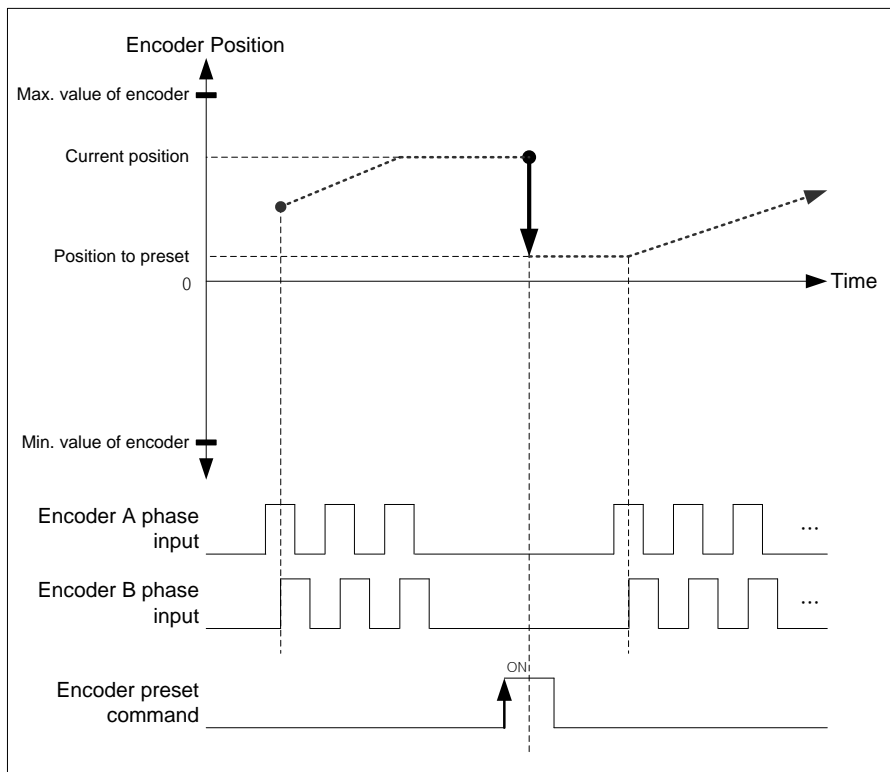 Encoder Position
Max. value of encoder
Current position
Position to preset
0
Time
Min. value of encoder
Encoder A phase
input
...
Encoder B phase
input
...
ON
Encoder preset
command